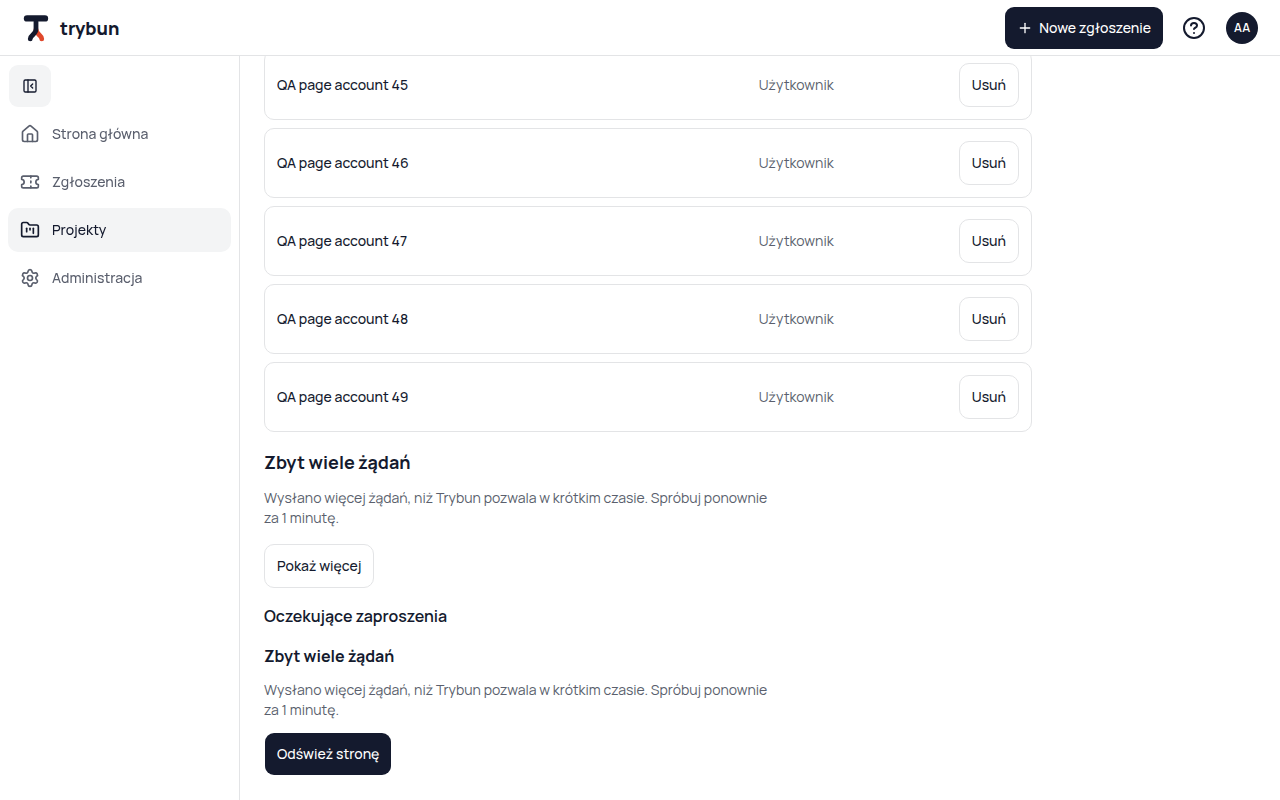 trybun
Nowe zgłoszenie
AA
Strona główna
Zgłoszenia
Projekty
Administracja
QA page account 45 Użytkownik Usuń
QA page account 46 Użytkownik Usuń
QA page account 47 Użytkownik Usuń
QA page account 48 Użytkownik Usuń
QA page account 49 Użytkownik Usuń
Zbyt wiele żądań
Wysłano więcej żądań, niż Trybun pozwala w krótkim czasie. Spróbuj ponownie
za 1 minutę.
Pokaż więcej
Oczekujące zaproszenia
Zbyt wiele żądań
Wysłano więcej żądań, niż Trybun pozwala w krótkim czasie. Spróbuj ponownie
za 1 minutę.
Odśwież stronę